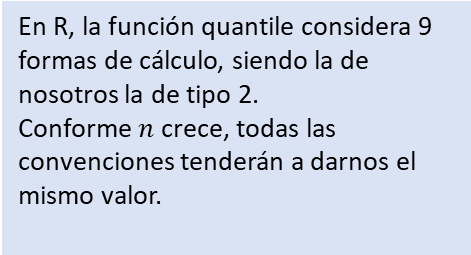 En R, la función quantile considera 9
formas de cálculo, siendo la de
nosotros la de tipo 2.
Conforme n crece, todas las
convenciones tenderán a darnos el
mismo valor.